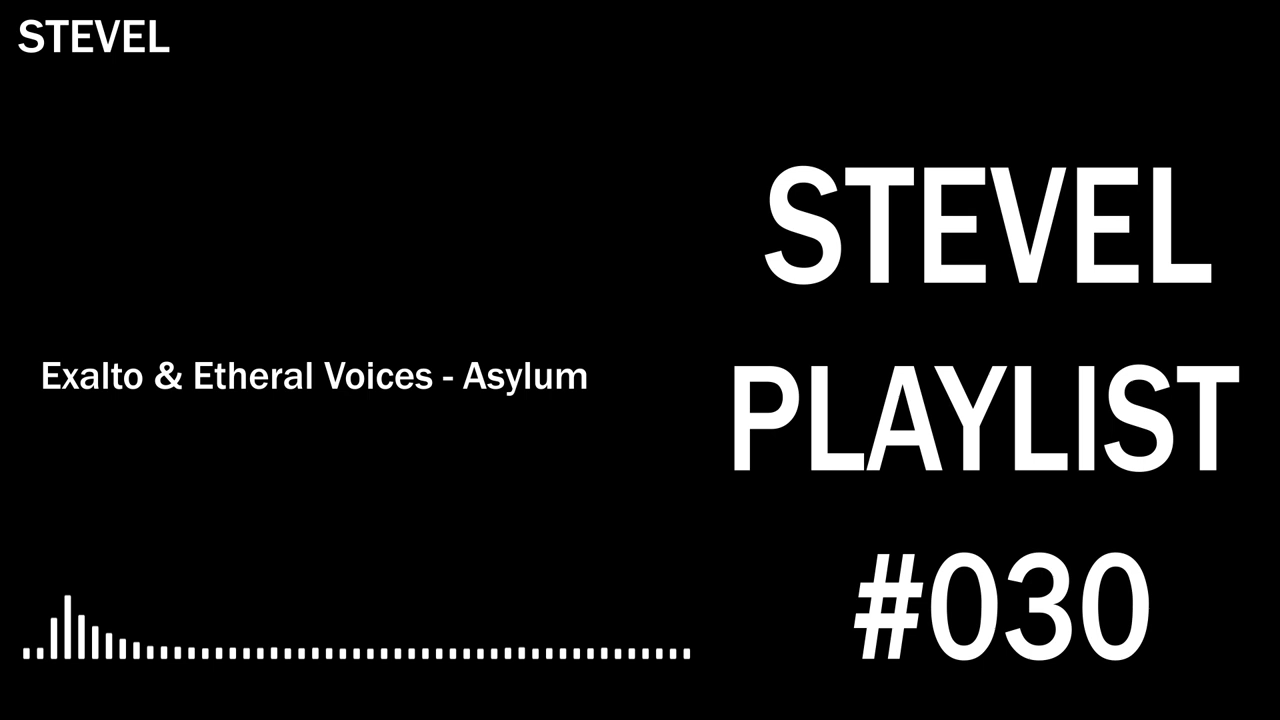 STEVEL
Exalto & Etheral Voices - Asylum
STEVEL
PLAYLIST
#030